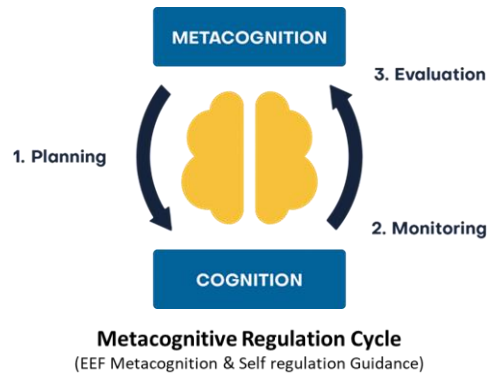 METACOGNITION
3. Evaluation
1. Planning
2. Monitoring
COGNITION
Metacognitive Regulation Cycle
(EEF Metacognition & Self regulation Guidance)